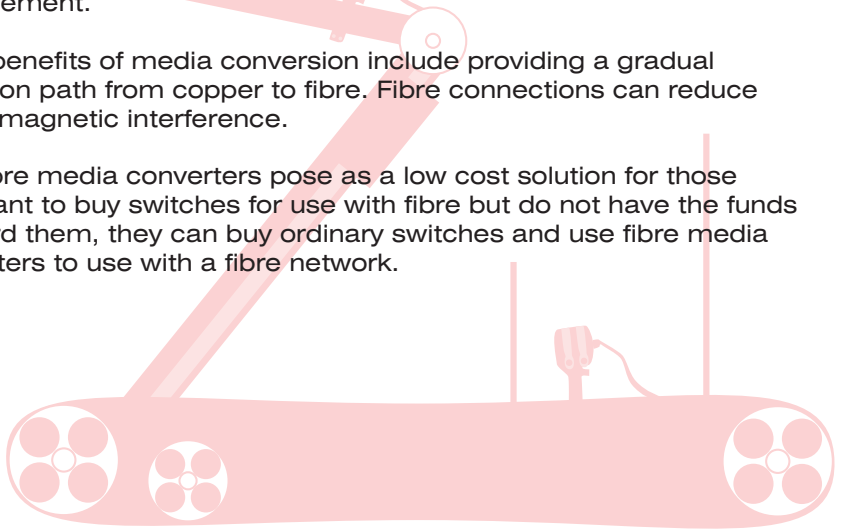 ement.
benefits of media conversion include providing a gradual
on path from copper to fibre. Fibre connections can reduce
magnetic interference.
ore media converters pose as a low cost solution for those
ant to buy switches for use with fibre but do not have the funds
rd them, they can buy ordinary switches and use fibre media
ters to use with a fibre network.